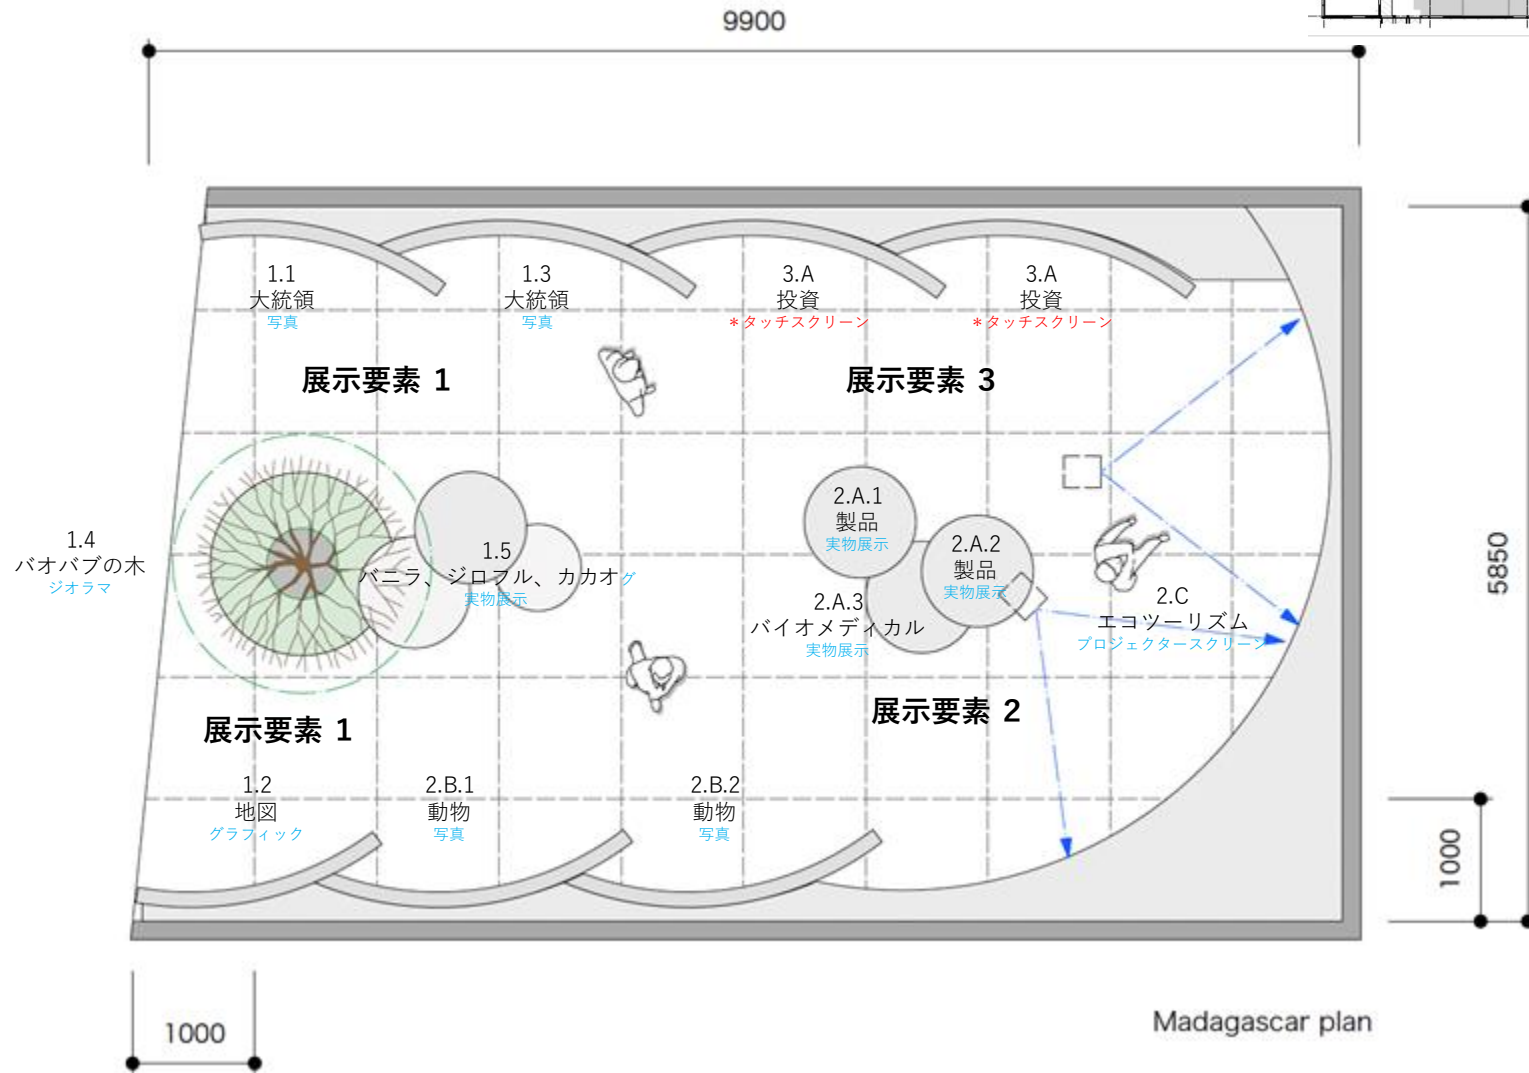 9900
1.1
大統領
写真
1.3
大統領
写真
3.A
投資
＊タッチスクリーン
3.A
投資
＊タッチスクリーン
展示要素 1
展示要素 3
1.4
バオバブの木
ジオラマ
1.5
バニラ、ジロフル、カカオグ
実物展示
2.A.1
製品
実物展示
2.A.2
製品
実物展示
2.A.3
バイオメディカル
実物展示
2.C
エコツーリズム
プロジェクタースクリーン
5850
展示要素 1
展示要素 2
1.2
地図
グラフィック
2.B.1
動物
写真
2.B.2
動物
写真
1000
1000
Madagascar plan